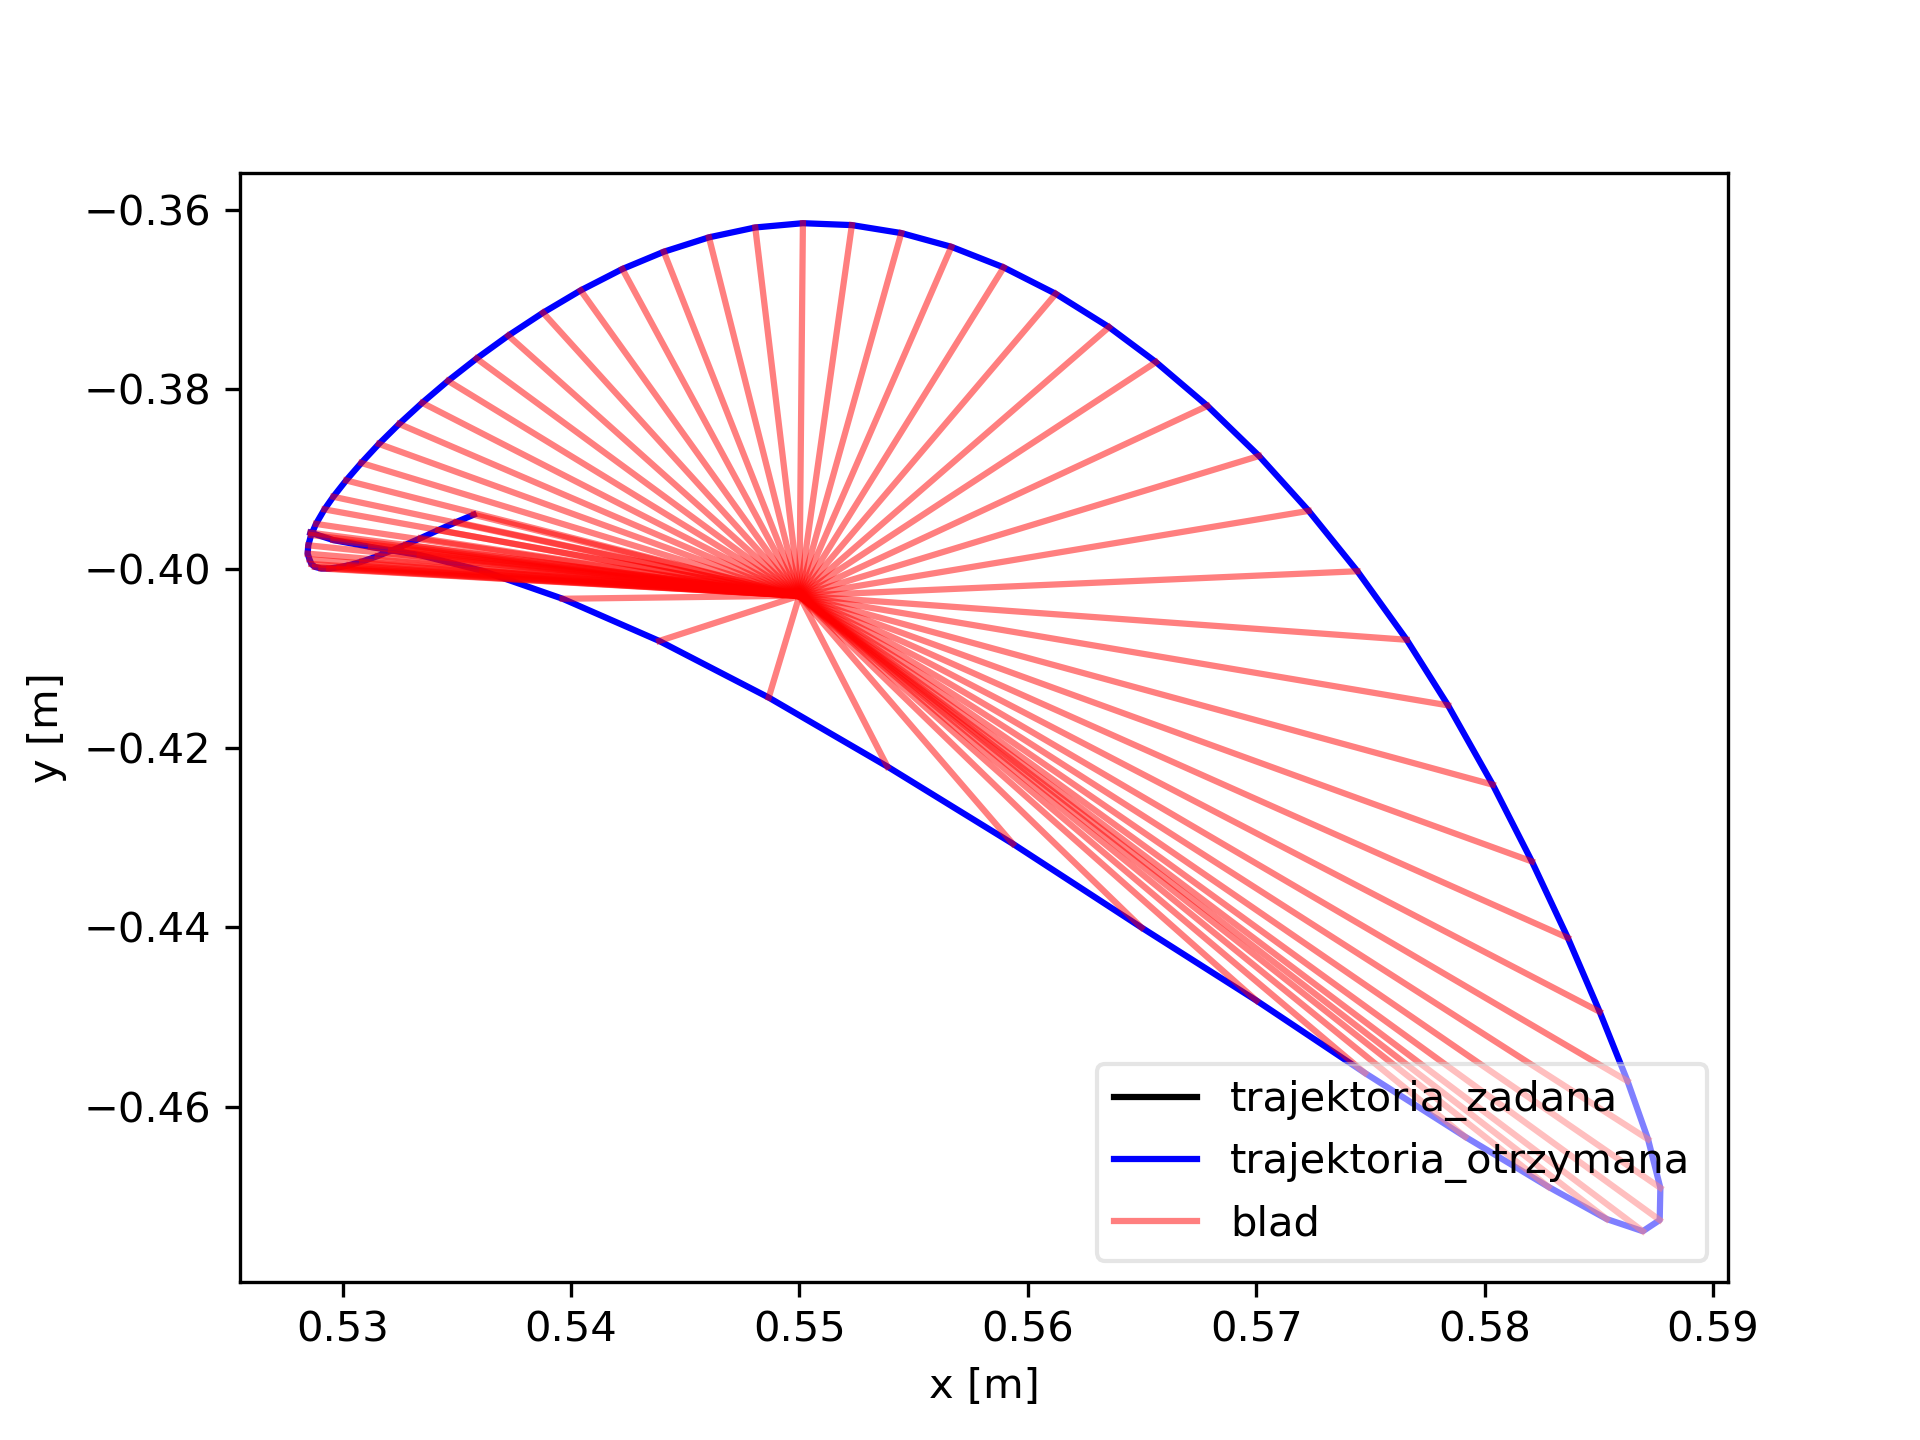 −0.36
−0.38
−0.40
−0.42
−0.44
−0.46
y [m]
trajektoria_zadana
trajektoria_otrzymana
blad
0.53 0.54 0.55 0.56 0.57 0.58 0.59
x [m]